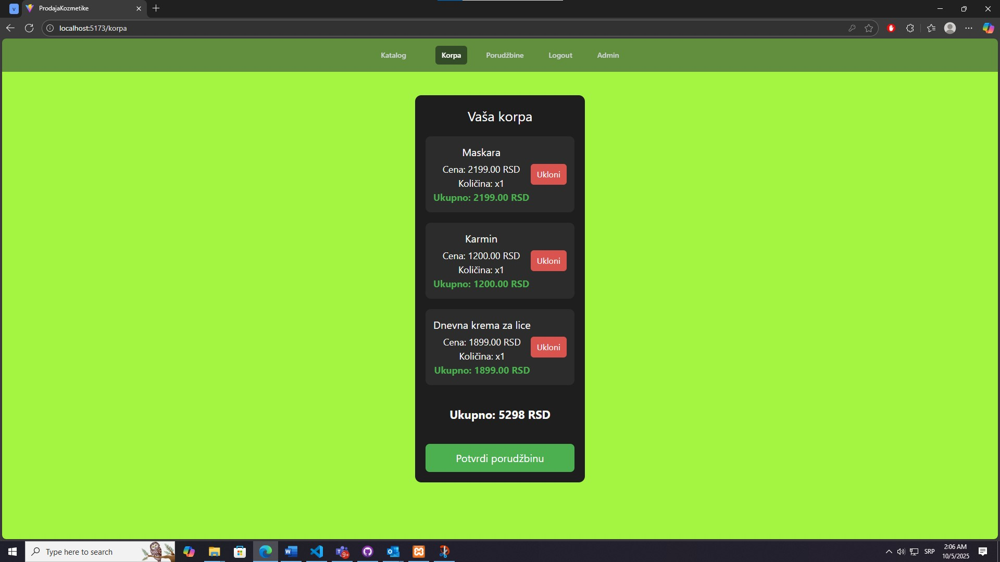 v
ProdajaKozmetike
localhost:5173/korpa
Katalog
Korpa
Porudžbine
Logout
Admin
Vaša korpa
Maskara
Cena: 2199.00 RSD
Količina: x1
Ukupno: 2199.00 RSD
Ukloni
Karmin
Cena: 1200.00 RSD
Količina: x1
Ukupno: 1200.00 RSD
Ukloni
Dnevna krema za lice
Cena: 1899.00 RSD
Količina: x1
Ukupno: 1899.00 RSD
Ukloni
Ukupno: 5298 RSD
Potvrdi porudžbinu
Type here to search
9+
SRP
2:06 AM
10/5/2025